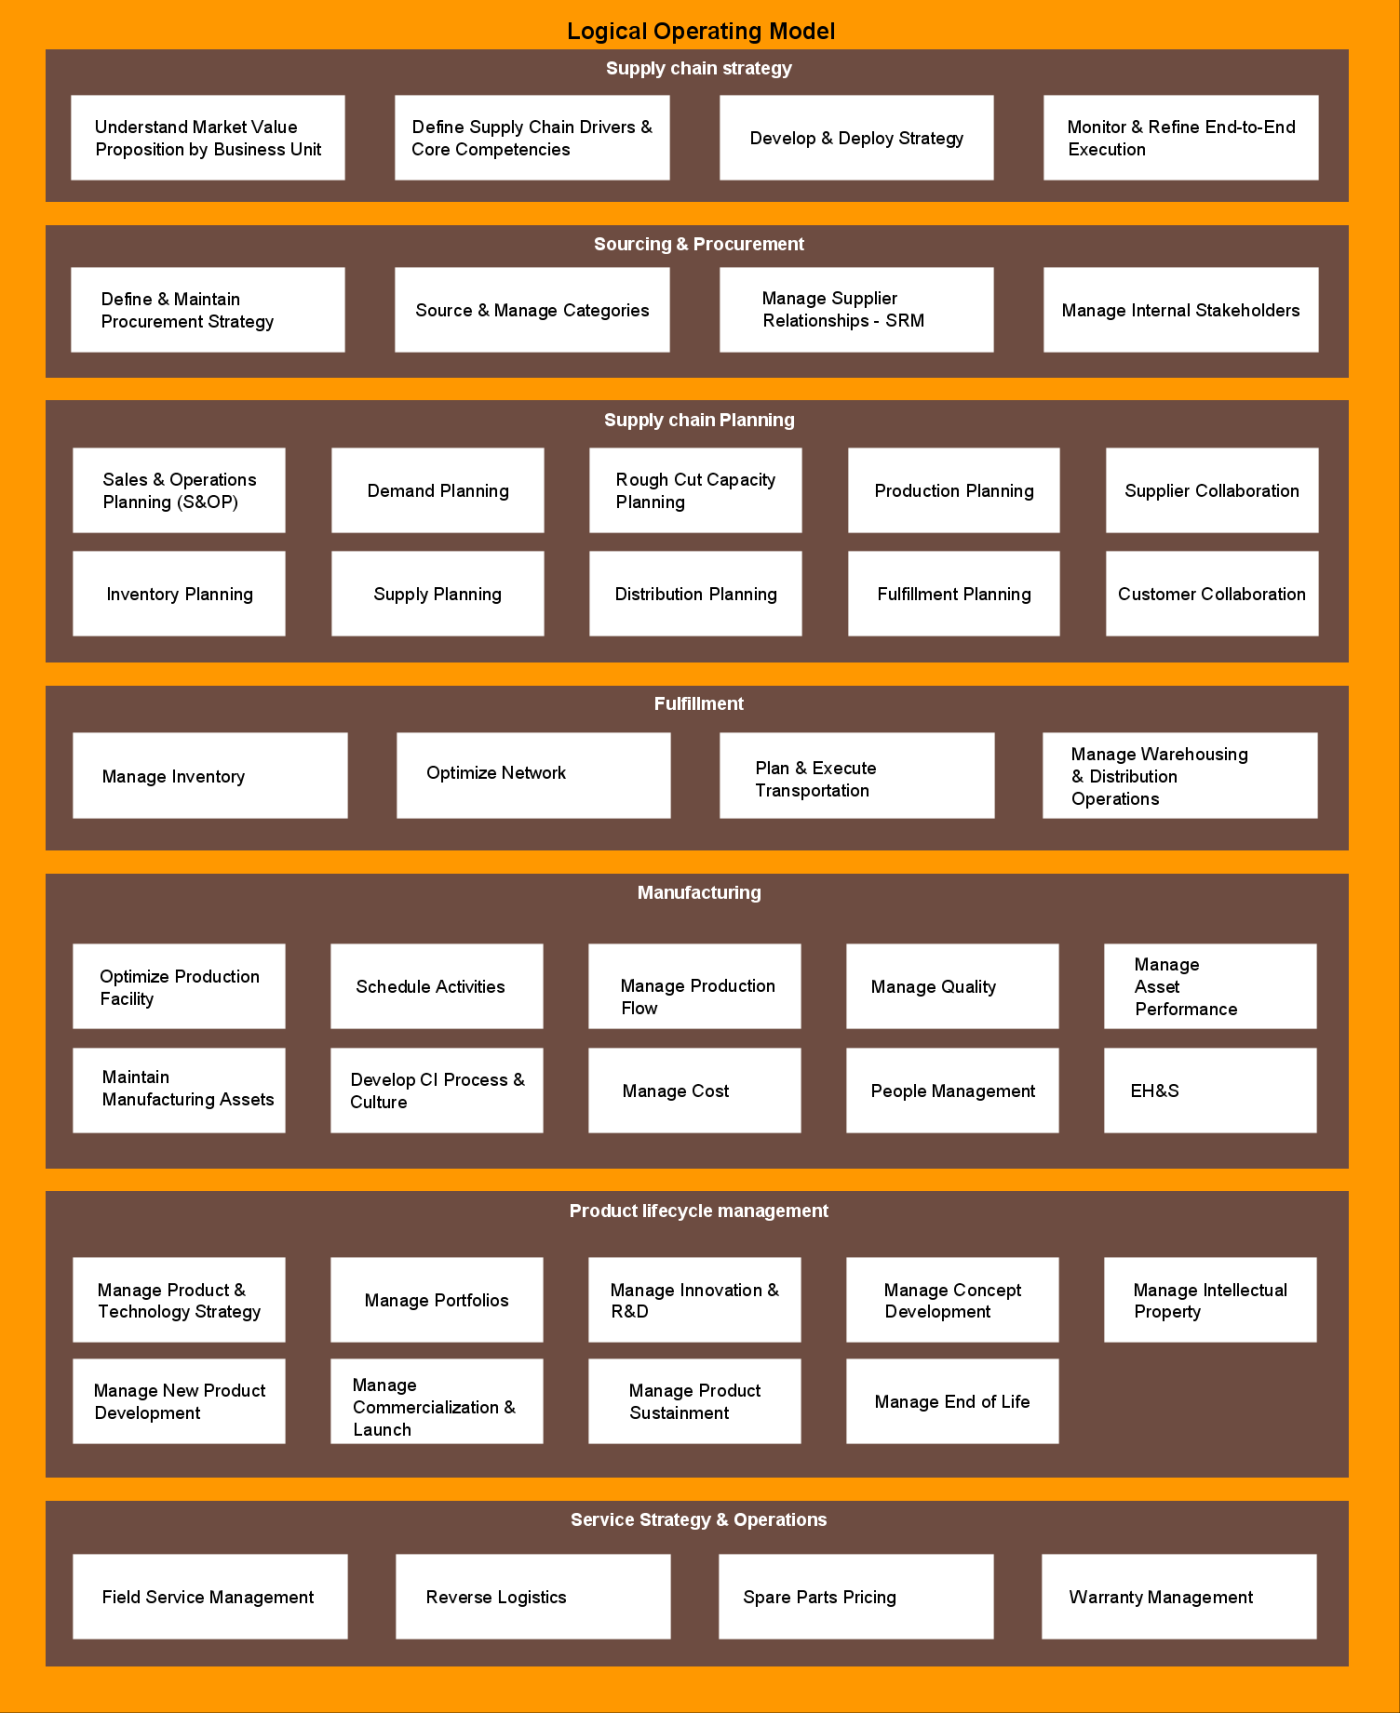 Logical Operating Model
Supply chain strategy
Understand Market Value
Proposition by Business Unit
Define Supply Chain Drivers &
Core Competencies
Develop & Deploy Strategy
Monitor & Refine End-to-End
Execution
Sourcing & Procurement
Define & Maintain
Procurement Strategy
Source & Manage Categories
Manage Supplier
Relationships - SRM
Manage Internal Stakeholders
Supply chain Planning
Sales & Operations
Planning (S&OP)
Demand Planning
Rough Cut Capacity
Planning
Production Planning
Supplier Collaboration
Inventory Planning
Supply Planning
Distribution Planning
Fulfillment Planning
Customer Collaboration
Fulfillment
Manage Inventory
Optimize Network
Plan & Execute
Transportation
Manage Warehousing
& Distribution
Operations
Manufacturing
Optimize Production
Facility
Schedule Activities
Manage Production
Flow
Manage Quality
Manage
Asset
Performance
Maintain
Manufacturing Assets
Develop CI Process &
Culture
Manage Cost
People Management
EH&S
Product lifecycle management
Manage Product &
Technology Strategy
Manage Portfolios
Manage Innovation &
R&D
Manage Concept
Development
Manage Intellectual
Property
Manage New Product
Development
Manage
Commercialization &
Launch
Manage Product
Sustainment
Manage End of Life
Service Strategy & Operations
Field Service Management
Reverse Logistics
Spare Parts Pricing
Warranty Management